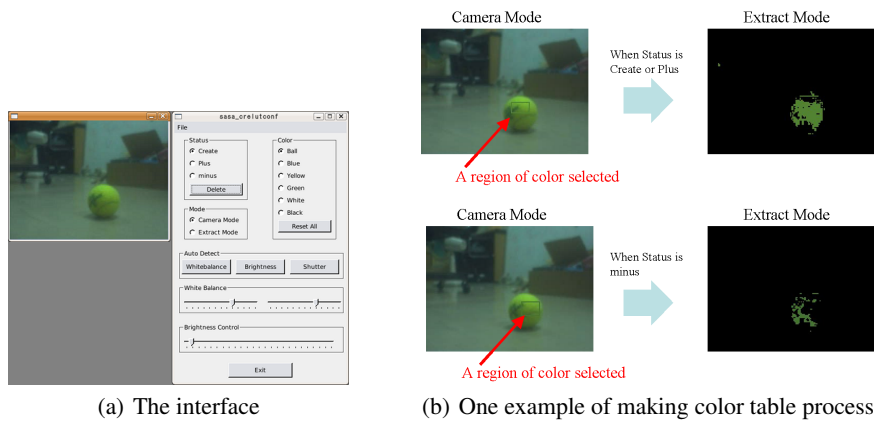 sasa_crelutconf
File
Status
Create
Plus
minus
Delete
Mode
Camera Mode
Extract Mode
Color
Ball
Blue
Yellow
Green
White
Black
Reset All
Auto Detect
Whitebalance Brightness Shutter
White Balance
Brightness Control
Exit
(a) The interface
Camera Mode
Extract Mode
When Status is
Create or Plus
A region of color selected
Camera Mode
Extract Mode
When Status is
minus
A region of color selected
(b) One example of making color table process